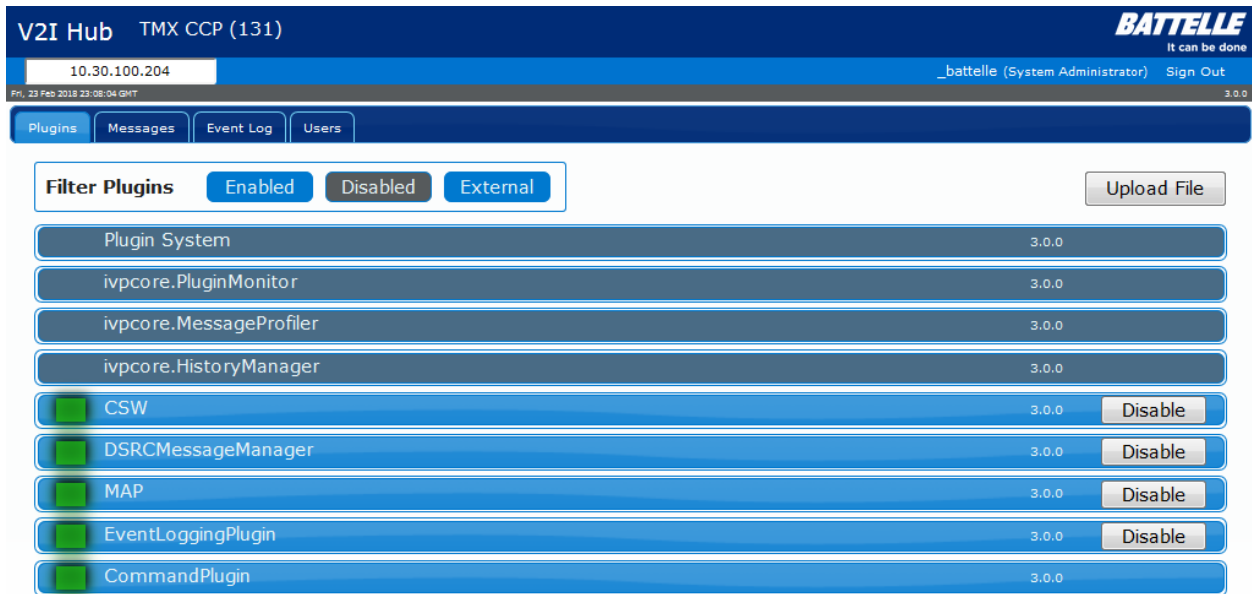 V2I Hub TMX CCP (131) BATTELLE
It can be done
10.30.100.204 _battelle (System Administrator) Sign Out
Fri, 23 Feb 2018 23:08:04 GMT 3.0.0
Plugins Messages Event Log Users
Filter Plugins Enabled Disabled External Upload File
Plugin System 3.0.0
ivpcore.PluginMonitor 3.0.0
ivpcore.MessageProfiler 3.0.0
ivpcore.HistoryManager 3.0.0
CSW 3.0.0 Disable
DSRCMessageManager 3.0.0 Disable
MAP 3.0.0 Disable
EventLoggingPlugin 3.0.0 Disable
CommandPlugin 3.0.0